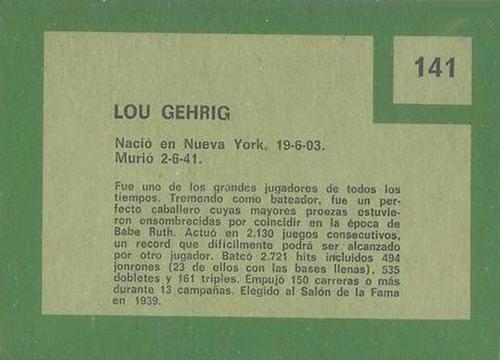 141
LOU GEHRIG
Nació en Nueva York, 19-6-03.
Murió 2-6-41.
Fue uno de los grandes jugadores de todos los
tiempos. Tremendo como bateador, fue un per-
fecto caballero cuyas mayores proezas estuvie-
ron ensombrecidas por coincidir en la época de
Babe Ruth. Actuó en 2.130 juegos consecutivos,
un record que difícilmente podrá ser alcanzado
por otro jugador. Bateó 2.721 hits incluidos 494
jonrones (23 de ellos con las bases llenas), 535
dobletes y 161 triples. Empujó 150 carreras o más
durante 13 campañas. Elegido al Salón de la Fama
en 1939.